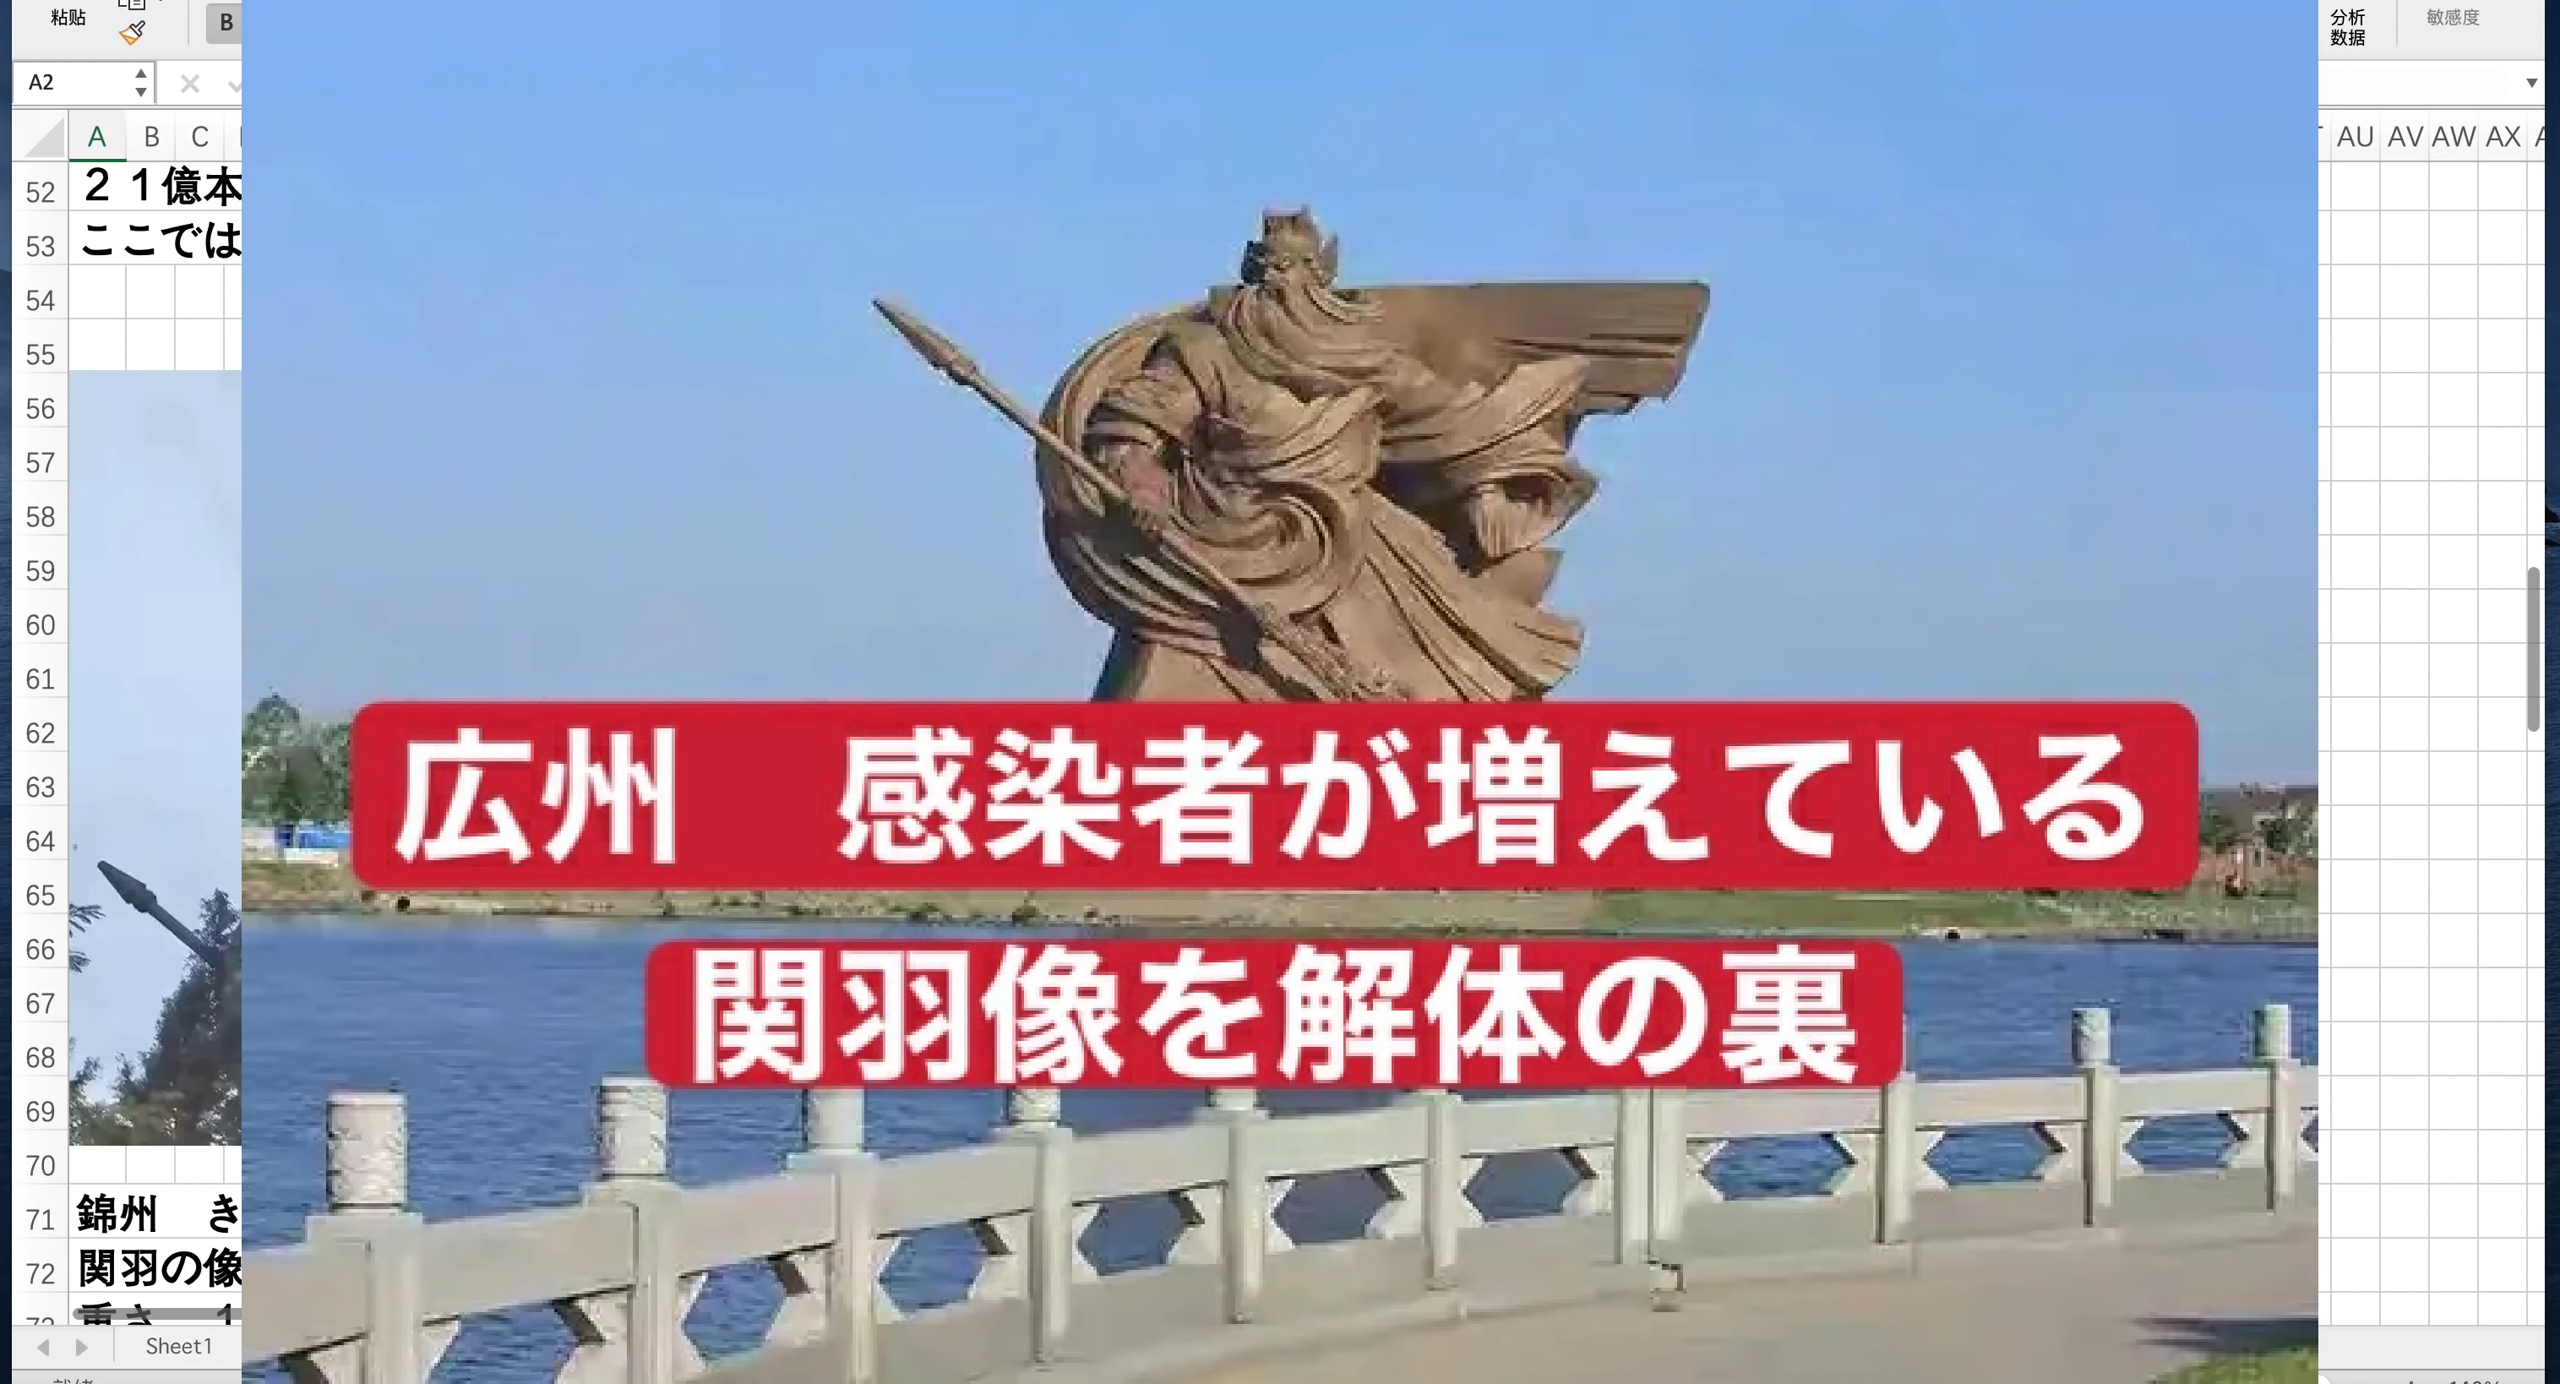 粘贴
B
分析
数据
敏感度
A2
A B C
AU AV AW AX
52 ２１億本
53 ここでは
54
55
56
57
58
59
60
61
62
63
64
65
66
67
68
69
70
71 錦州 き
72 関羽の像
広州　感染者が増えている
関羽像を解体の裏
Sheet1